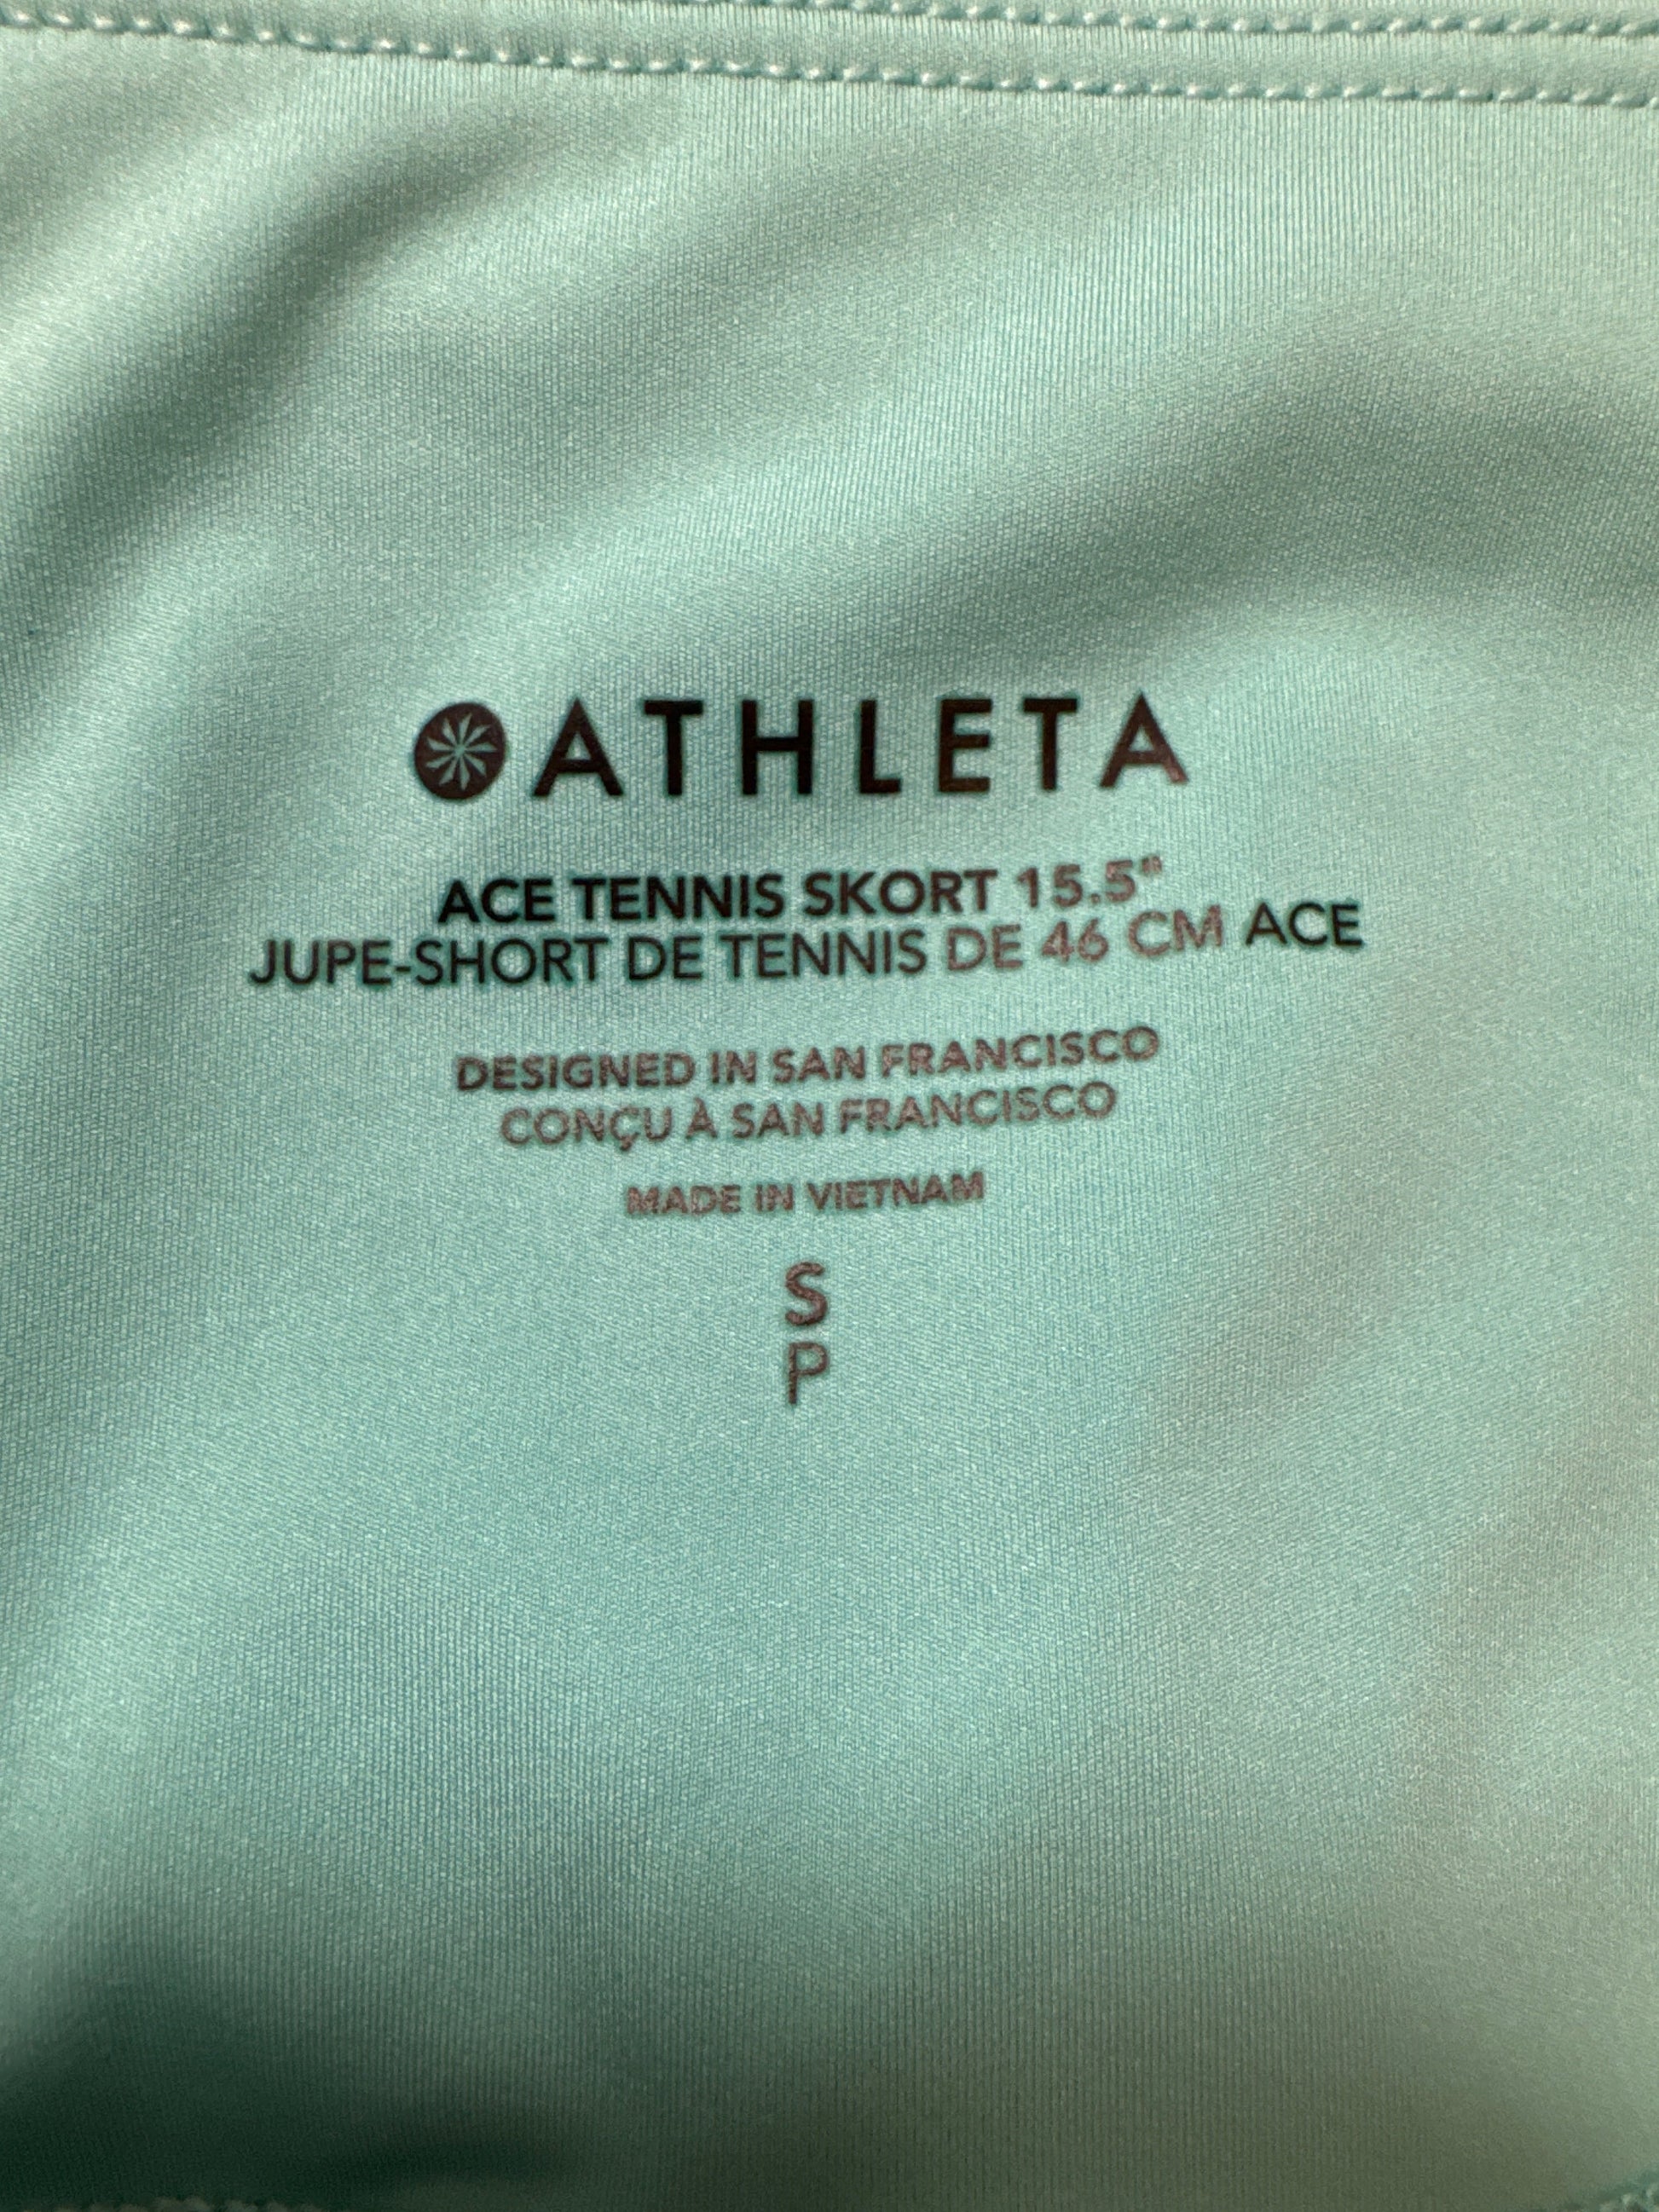 ATHLETA
ACE TENNIS SKORT 15.5"
JUPE-SHORT DE TENNIS DE 46 CM ACE
DESIGNED IN SAN FRANCISCO
CONÇU À SAN FRANCISCO
MADE IN VIETNAM
S
P